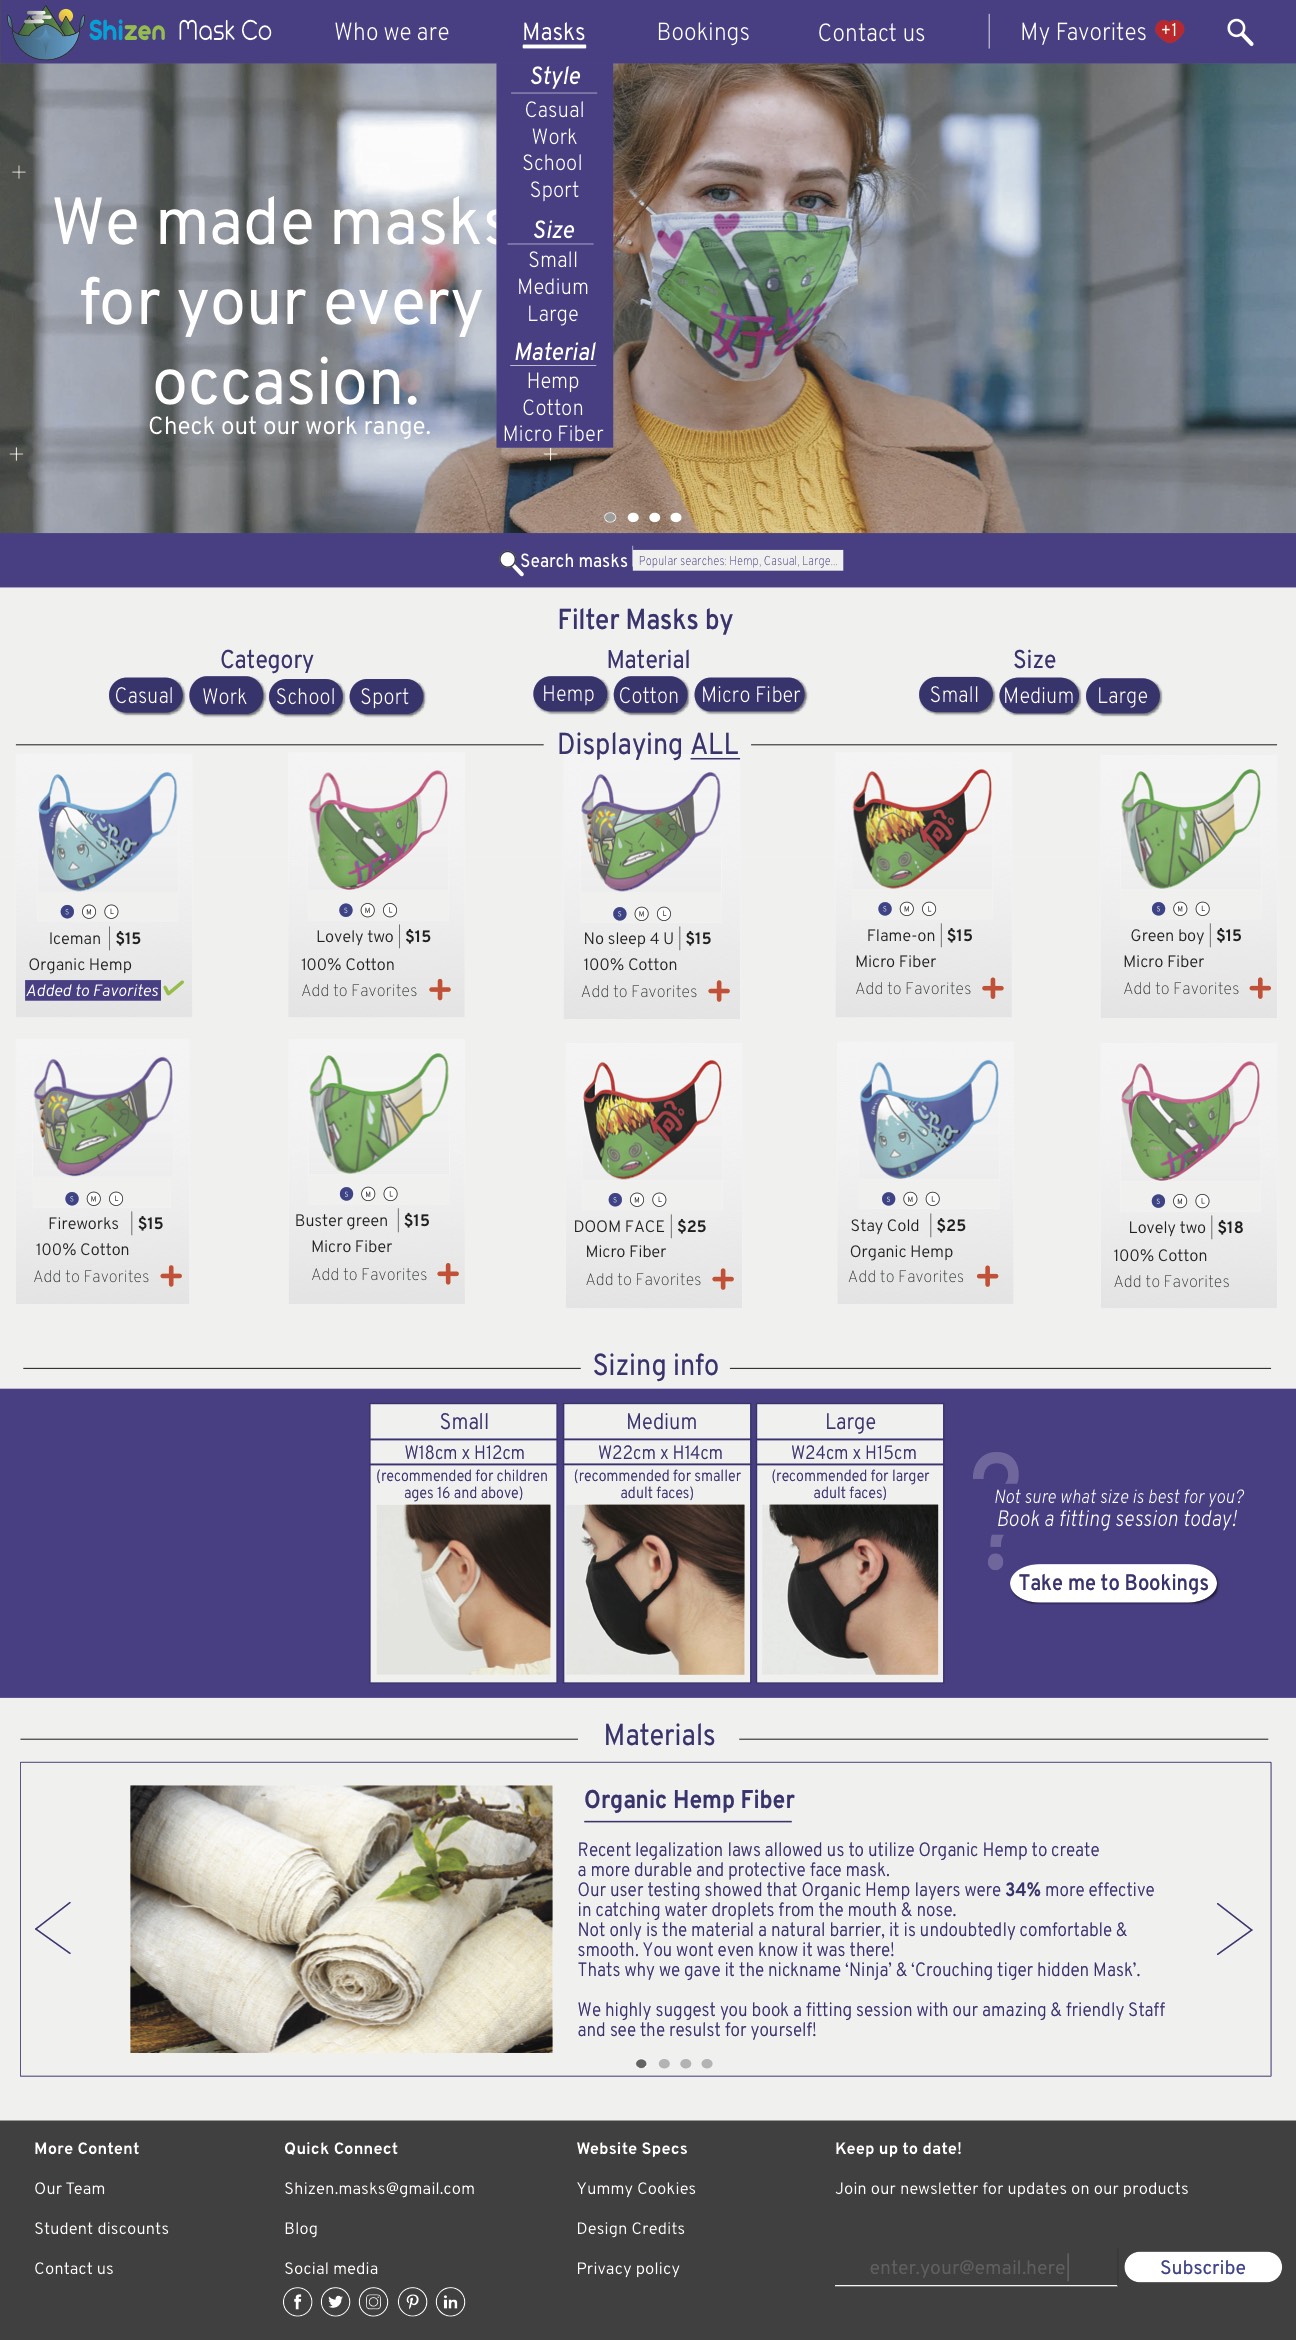 Shizen Mask Co
Who we are
Masks
Bookings
Contact us
My Favorites
+1
Style
Casual
Work
School
Sport
Size
Small
Medium
Large
Material
Hemp
Cotton
Micro Fiber
We made masks
for your every
occasion.
Check out our work range.
Search masks
Popular searches: Hemp, Casual, Large...
Filter Masks by
Category
Casual
Work
School
Sport
Material
Hemp
Cotton
Micro Fiber
Size
Small
Medium
Large
Displaying ALL
S M L
Iceman $15
Organic Hemp
Added to Favorites
S M L
Lovely two $15
100% Cotton
Add to Favorites
S M L
No sleep 4 U $15
100% Cotton
Add to Favorites
何?
S M L
Flame-on $15
Micro Fiber
Add to Favorites
S M L
Green boy $15
Micro Fiber
Add to Favorites
S M L
Fireworks $15
100% Cotton
Add to Favorites
S M L
Buster green $15
Micro Fiber
Add to Favorites
何?
S M L
DOOM FACE $25
Micro Fiber
Add to Favorites
S M L
Stay Cold $25
Organic Hemp
Add to Favorites
S M L
Lovely two $18
100% Cotton
Add to Favorites
Sizing info
Small
W18cm x H12cm
(recommended for children
ages 16 and above)
Medium
W22cm x H14cm
(recommended for smaller
adult faces)
Large
W24cm x H15cm
(recommended for larger
adult faces)
?
Not sure what size is best for you?
Book a fitting session today!
Take me to Bookings
Materials
Organic Hemp Fiber
Recent legalization laws allowed us to utilize Organic Hemp to create
a more durable and protective face mask.
Our user testing showed that Organic Hemp layers were 34% more effective
in catching water droplets from the mouth & nose.
Not only is the material a natural barrier, it is undoubtedly comfortable &
smooth. You wont even know it was there!
Thats why we gave it the nickname ‘Ninja’ & ‘Crouching tiger hidden Mask’.
We highly suggest you book a fitting session with our amazing & friendly Staff
and see the resulst for yourself!
More Content
Our Team
Student discounts
Contact us
Quick Connect
Shizen.masks@gmail.com
Blog
Social media
Website Specs
Yummy Cookies
Design Credits
Privacy policy
Keep up to date!
Join our newsletter for updates on our products
enter.your@email.here
Subscribe